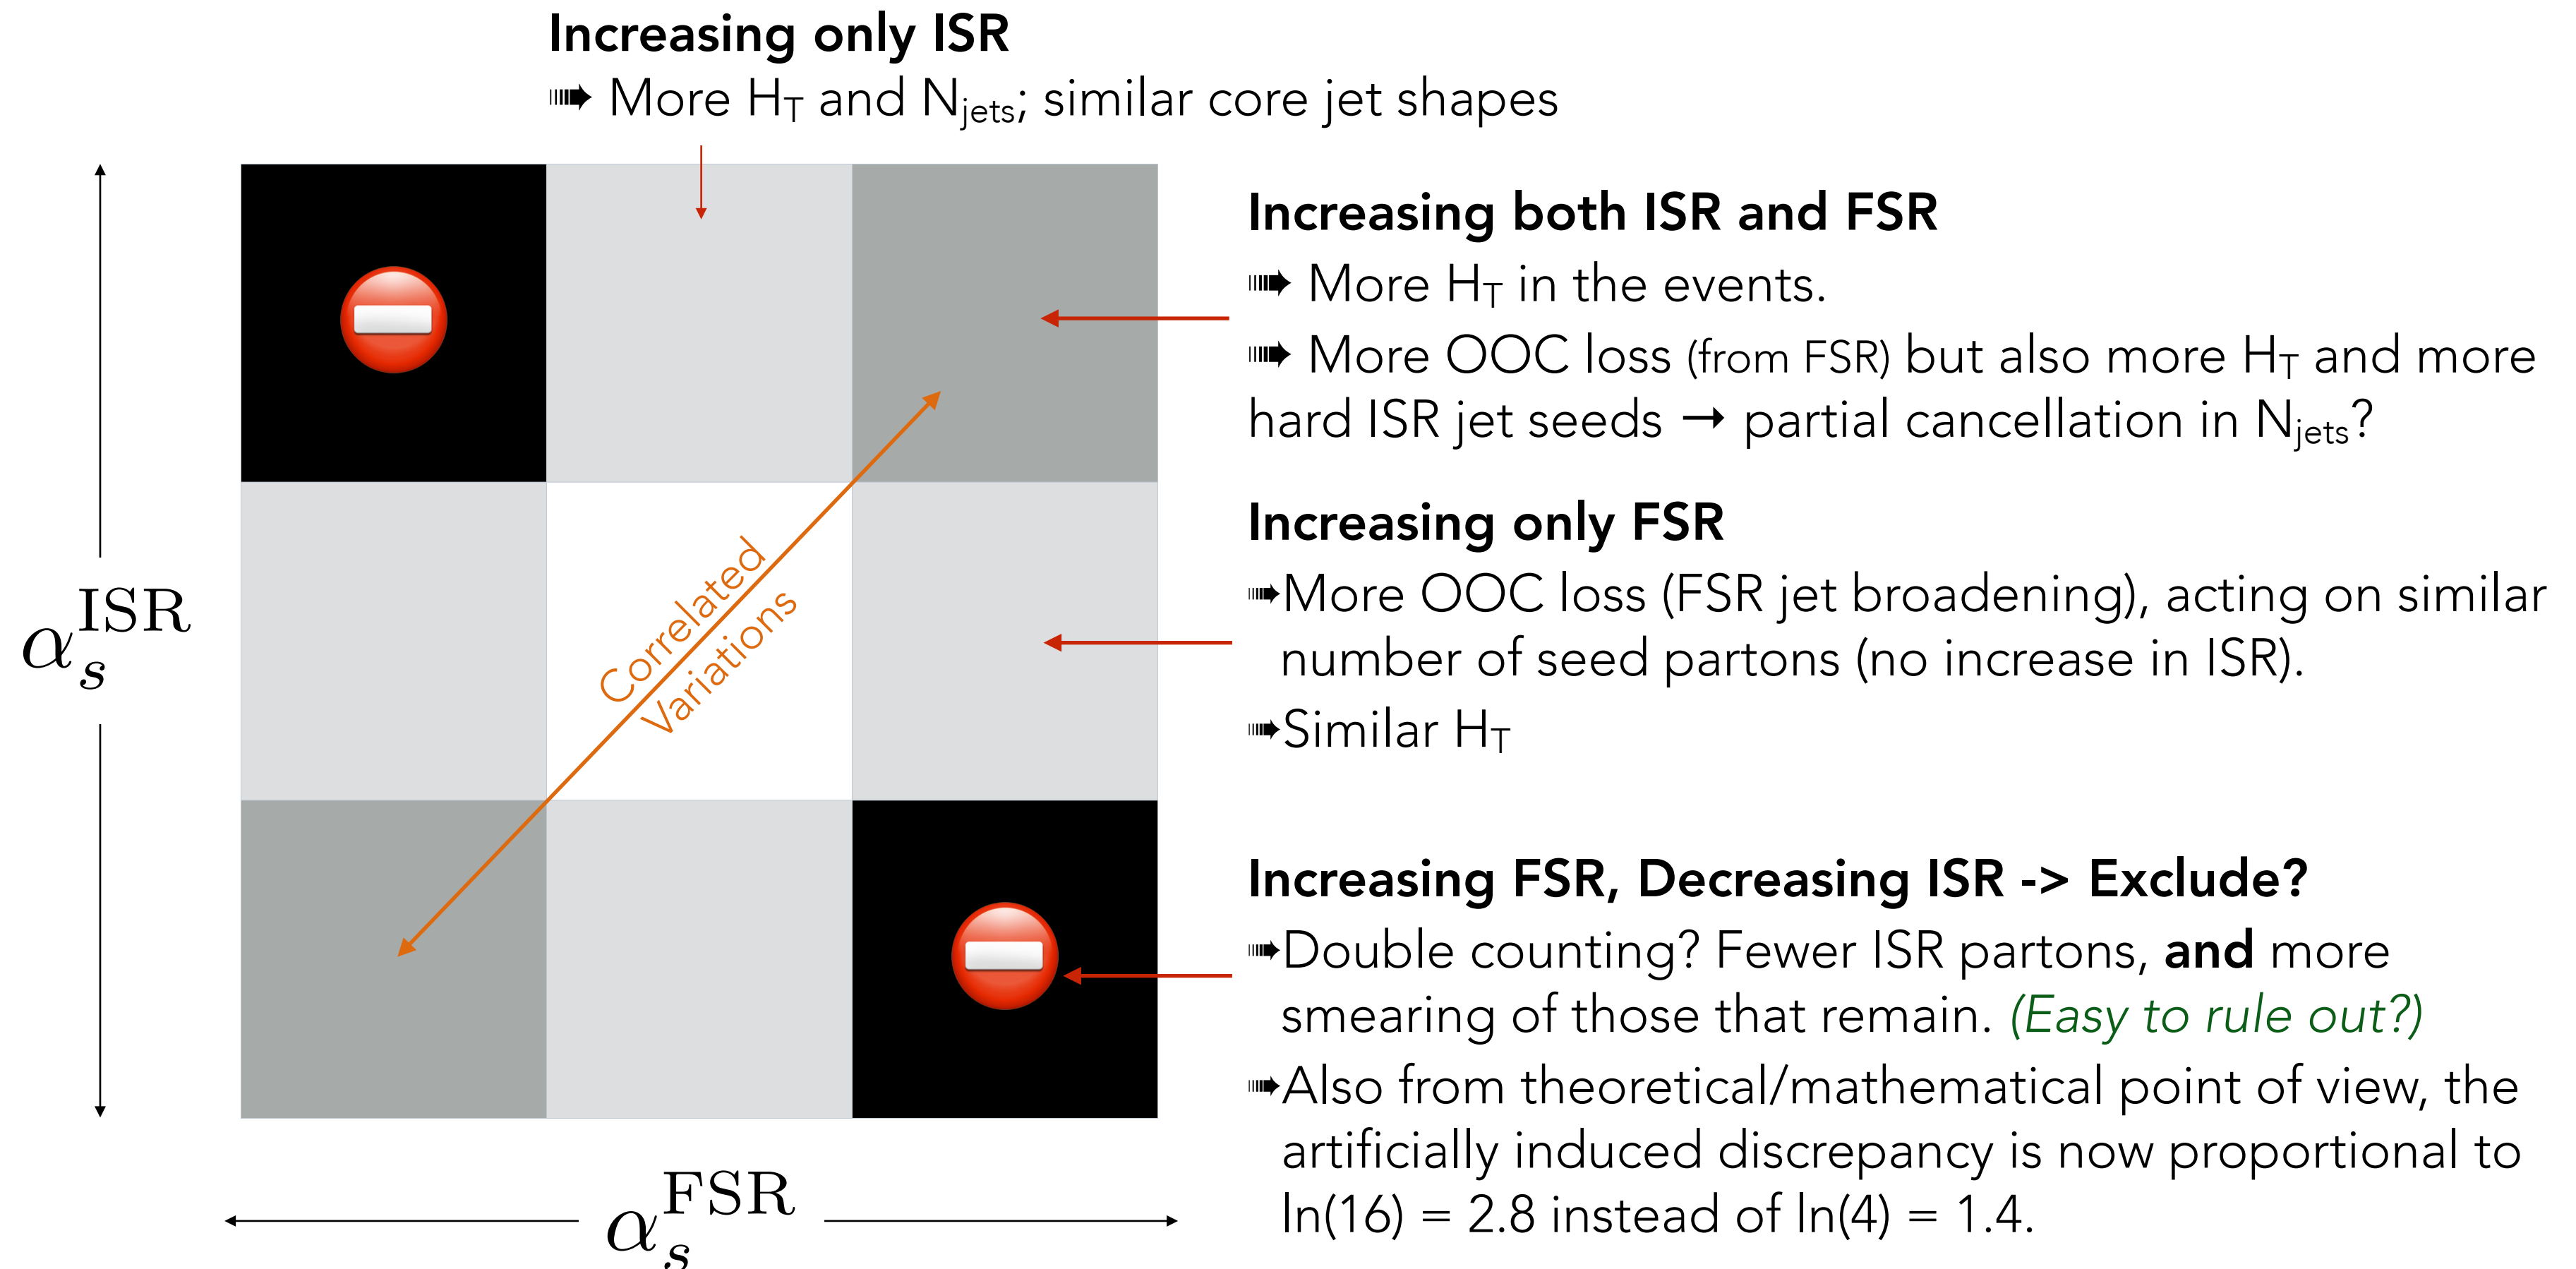 Increasing only ISR
➠ More H_T and N_jets; similar core jet shapes
Increasing both ISR and FSR
➠ More H_T in the events.
➠ More OOC loss (from FSR) but also more H_T and more
hard ISR jet seeds → partial cancellation in N_jets?
Increasing only FSR
➠More OOC loss (FSR jet broadening), acting on similar
number of seed partons (no increase in ISR).
➠Similar H_T
Increasing FSR, Decreasing ISR -> Exclude?
➠Double counting? Fewer ISR partons, and more
smearing of those that remain. (Easy to rule out?)
➠Also from theoretical/mathematical point of view, the
artificially induced discrepancy is now proportional to
ln(16) = 2.8 instead of ln(4) = 1.4.
Correlated
Variations
α_s^ISR
α_s^FSR